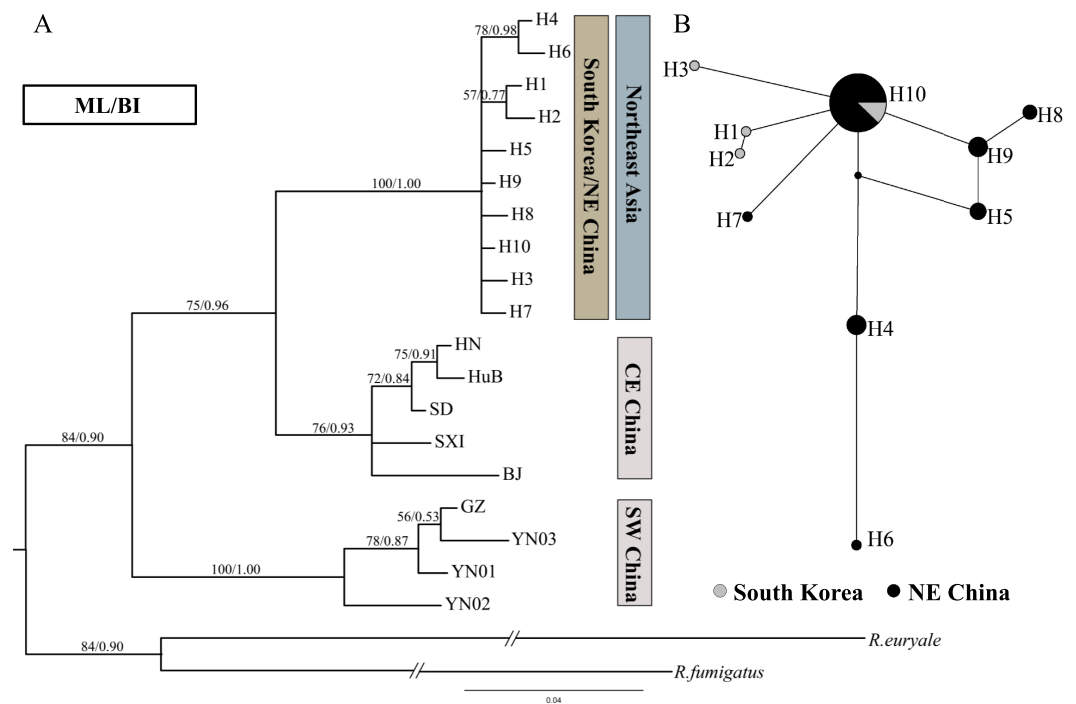 A
ML/BI
78/0.98
H4
H6
57/0.77
H1
H2
H5
H9
H8
H10
H3
H7
100/1.00
South Korea/NE China
Northeast Asia
75/0.96
75/0.91
HN
HuB
72/0.84
SD
76/0.93
SXI
BJ
CE China
84/0.90
GZ
56/0.53
YN03
78/0.87
YN01
100/1.00
YN02
SW China
84/0.90
R.euryale
R.fumigatus
0.04
B
H3
H10
H1
H2
H8
H9
H7
H5
H4
H6
South Korea
NE China